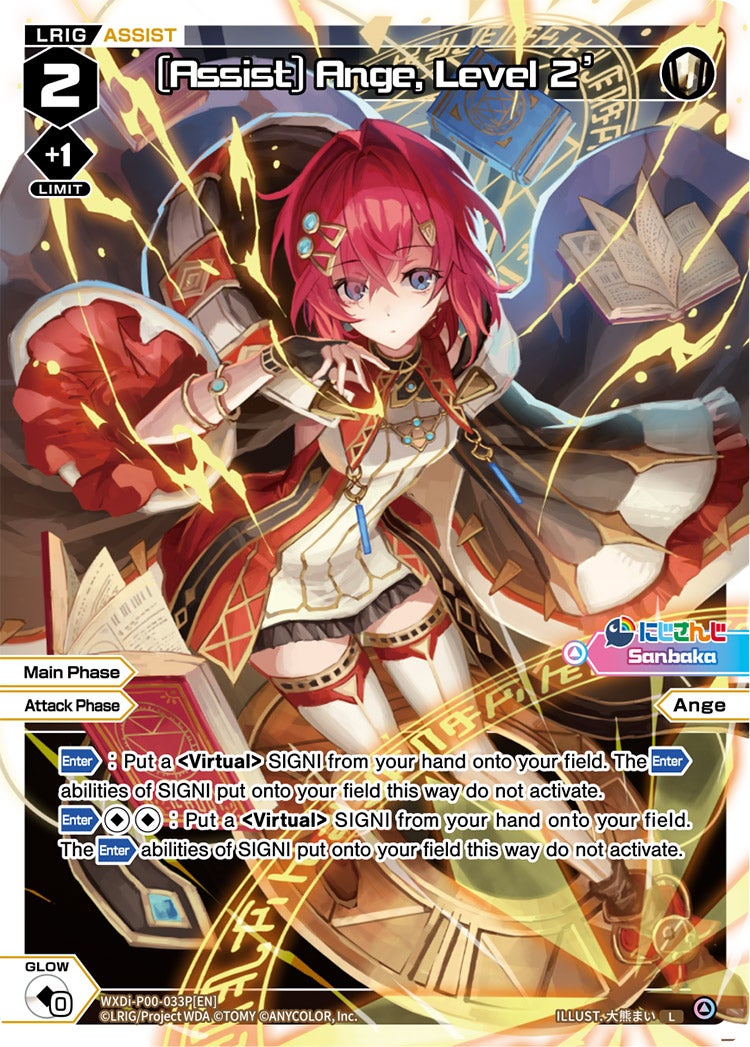 LRIG ASSIST
2
[Assist] Ange, Level 2'
+1
LIMIT
にじさんじ
Sanbaka
Main Phase
Attack Phase
Ange
Enter : Put a <Virtual> SIGNI from your hand onto your field. The Enter
abilities of SIGNI put onto your field this way do not activate.
Enter ◆ ◆ : Put a <Virtual> SIGNI from your hand onto your field.
The Enter abilities of SIGNI put onto your field this way do not activate.
GLOW
0
WXDi-P00-033P[EN]
©LRIG/Project WDA ©TOMY ©ANYCOLOR, Inc.
ILLUST. 大熊まい L